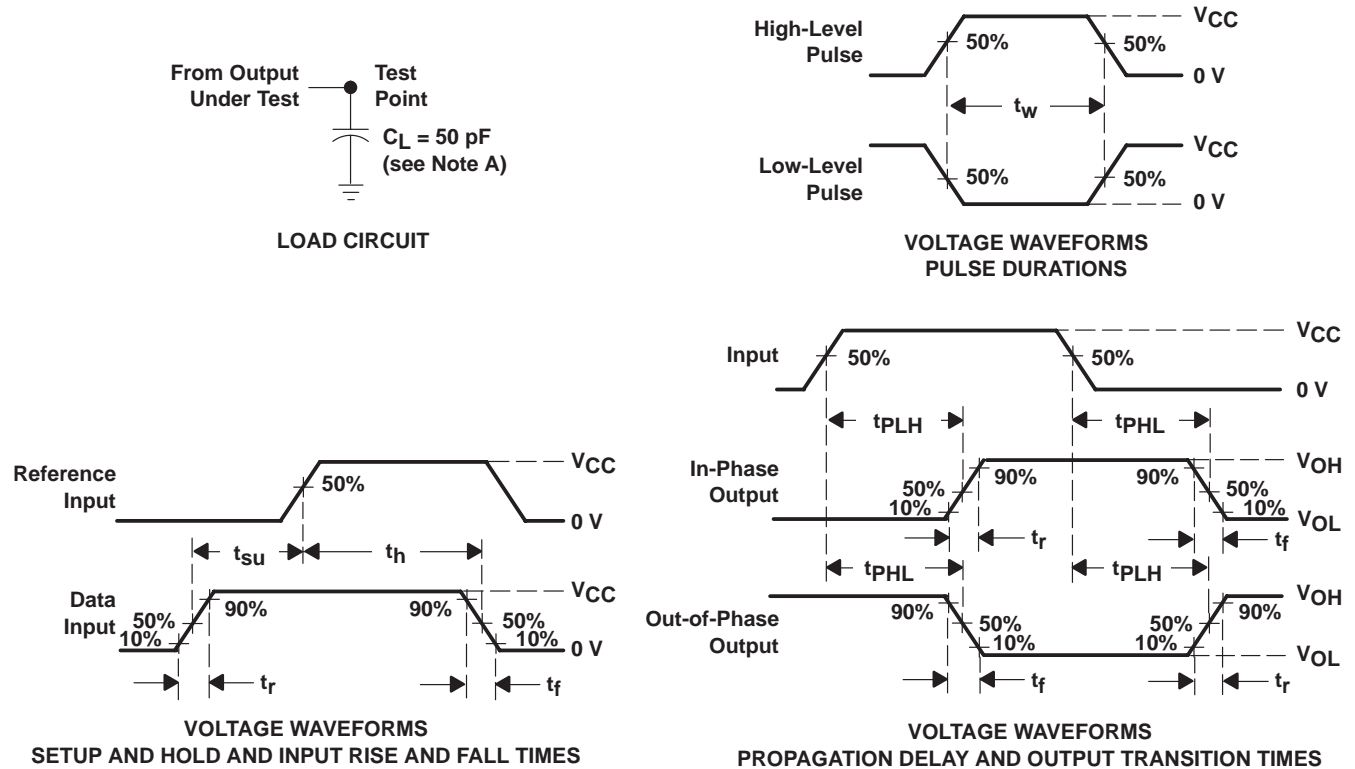 From Output
Under Test
Test
Point
CL = 50 pF
(see Note A)
LOAD CIRCUIT
High-Level
Pulse
50%
50%
VCC
0 V
tw
Low-Level
Pulse
50%
50%
VCC
0 V
VOLTAGE WAVEFORMS
PULSE DURATIONS
Reference
Input
50%
VCC
0 V
tsu
th
Data
Input
50%
10%
90%
90%
50%
10%
VCC
0 V
tr
tf
VOLTAGE WAVEFORMS
SETUP AND HOLD AND INPUT RISE AND FALL TIMES
Input
50%
50%
VCC
0 V
tPLH
tPHL
In-Phase
Output
50%
10%
90%
90%
50%
10%
VOH
VOL
tr
tf
tPHL
tPLH
Out-of-Phase
Output
90%
50%
10%
50%
10%
90%
VOH
VOL
tf
tr
VOLTAGE WAVEFORMS
PROPAGATION DELAY AND OUTPUT TRANSITION TIMES